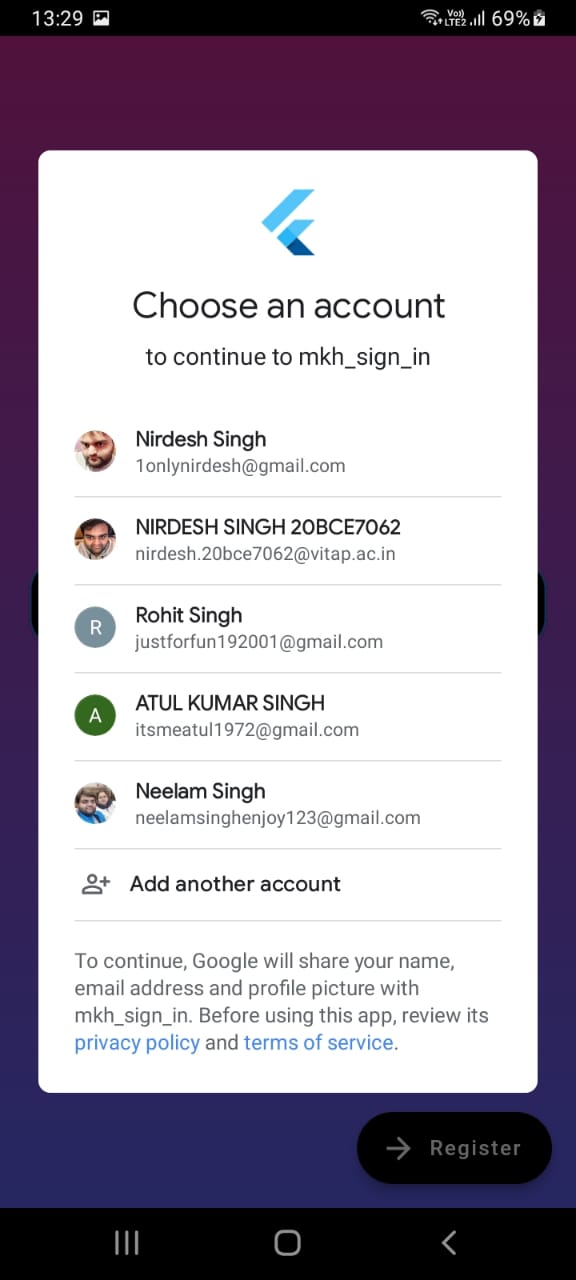 13:29 Vo)) LTE2 69%
Choose an account
to continue to mkh_sign_in
Nirdesh Singh
1onlynirdesh@gmail.com
NIRDESH SINGH 20BCE7062
nirdesh.20bce7062@vitap.ac.in
R
Rohit Singh
justforfun192001@gmail.com
A
ATUL KUMAR SINGH
itsmeatul1972@gmail.com
Neelam Singh
neelamsinghenjoy123@gmail.com
Add another account
To continue, Google will share your name,
email address and profile picture with
mkh_sign_in. Before using this app, review its
privacy policy and terms of service.
Register